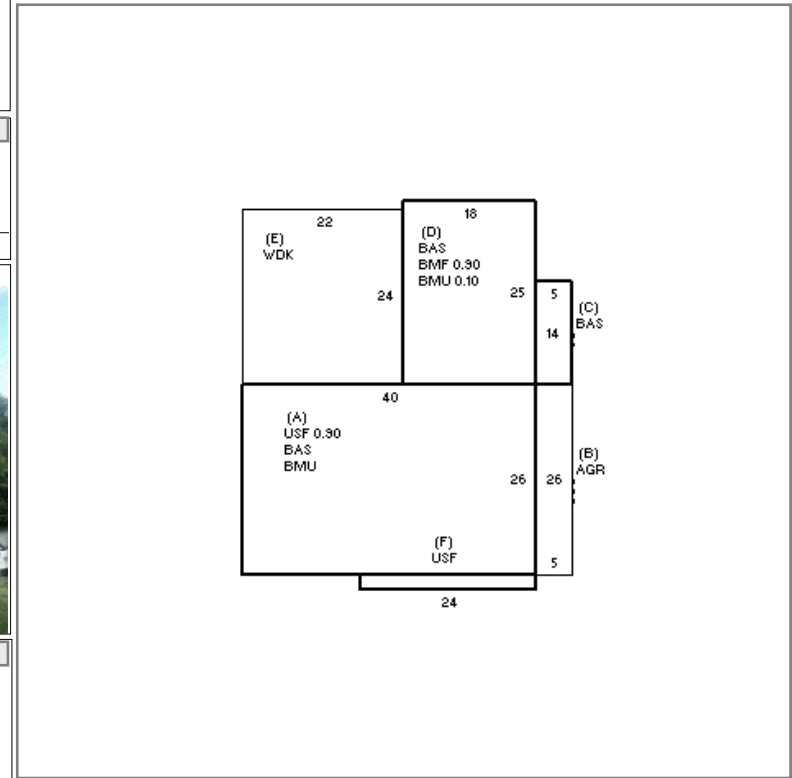 22
(E)
WDK
24
18
(D)
BAS
BMF 0.90
BMU 0.10
25
5
14
(C)
BAS
40
(A)
USF 0.90
BAS
BMU
26
26
(B)
AGR
(F)
USF
5
24